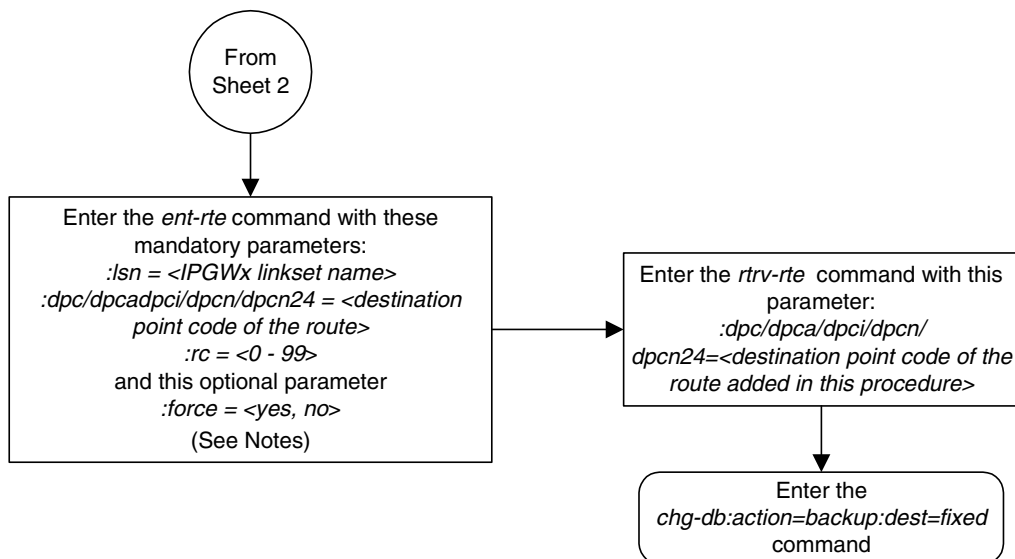 From
Sheet 2
Enter the ent-rte command with these
mandatory parameters:
:lsn = <IPGWx linkset name>
:dpc/dpcadpci/dpcn/dpcn24 = <destination
point code of the route>
:rc = <0 - 99>
and this optional parameter
:force = <yes, no>
(See Notes)
Enter the rtrv-rte command with this
parameter:
:dpc/dpca/dpci/dpcn/
dpcn24=<destination point code of the
route added in this procedure>
Enter the
chg-db:action=backup:dest=fixed
command